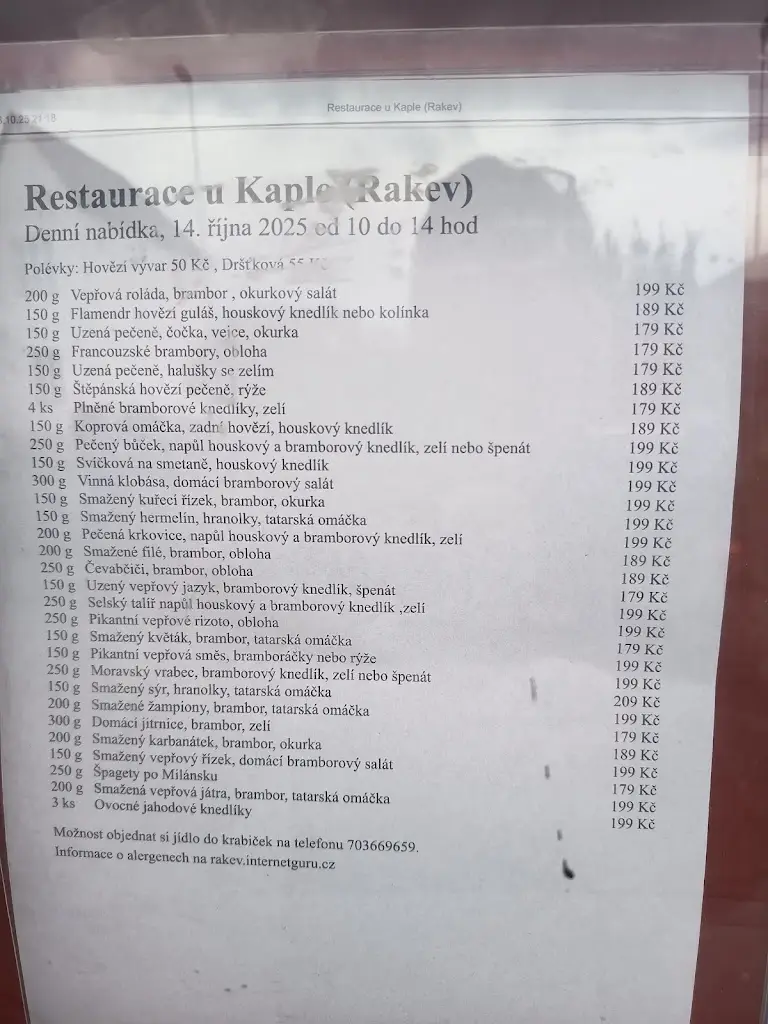 .10.25 21:18 Restaurace u Kaple (Rakev)
Restaurace u Kaple (Rakev)
Denní nabídka, 14. října 2025 od 10 do 14 hod
Polévky: Hovězí vývar 50 Kč , Dršťková
200 g Vepřová roláda, brambor , okurkový salát 199 Kč
150 g Flamendr hovězí guláš, houskový knedlík nebo kolínka 189 Kč
150 g Uzená pečeně, čočka, vejce, okurka 179 Kč
250 g Francouzské brambory, obloha 179 Kč
150 g Uzená pečeně, halušky se zelím 179 Kč
150 g Štěpánská hovězí pečeně, rýže 189 Kč
4 ks Plněné bramborové knedlíky, zelí 179 Kč
150 g Koprová omáčka, zadní hovězí, houskový knedlík 189 Kč
250 g Pečený bůček, napůl houskový a bramborový knedlík, zelí nebo špenát 199 Kč
150 g Svíčková na smetaně, houskový knedlík 199 Kč
300 g Vinná klobása, domácí bramborový salát 199 Kč
150 g Smažený kuřecí řízek, brambor, okurka 199 Kč
150 g Smažený hermelín, hranolky, tatarská omáčka 199 Kč
200 g Pečená krkovice, napůl houskový a bramborový knedlík, zelí 199 Kč
200 g Smažené filé, brambor, obloha 189 Kč
250 g Čevabčiči, brambor, obloha 189 Kč
150 g Uzený vepřový jazyk, bramborový knedlík, špenát 179 Kč
250 g Selský talíř napůl houskový a bramborový knedlík ,zelí 199 Kč
250 g Pikantní vepřové rizoto, obloha 199 Kč
150 g Smažený květák, brambor, tatarská omáčka 179 Kč
150 g Pikantní vepřová směs, bramboráčky nebo rýže 199 Kč
250 g Moravský vrabec, bramborový knedlík, zelí nebo špenát 199 Kč
150 g Smažený sýr, hranolky, tatarská omáčka 209 Kč
200 g Smažené žampiony, brambor, tatarská omáčka 199 Kč
300 g Domácí jitrnice, brambor, zelí 179 Kč
200 g Smažený karbanátek, brambor, okurka 189 Kč
150 g Smažený vepřový řízek, domácí bramborový salát 199 Kč
250 g Špagety po Milánsku 179 Kč
200 g Smažená vepřová játra, brambor, tatarská omáčka 199 Kč
3 ks Ovocné jahodové knedlíky 199 Kč
Možnost objednat si jídlo do krabiček na telefonu 703669659.
Informace o alergenech na rakev.internetguru.cz